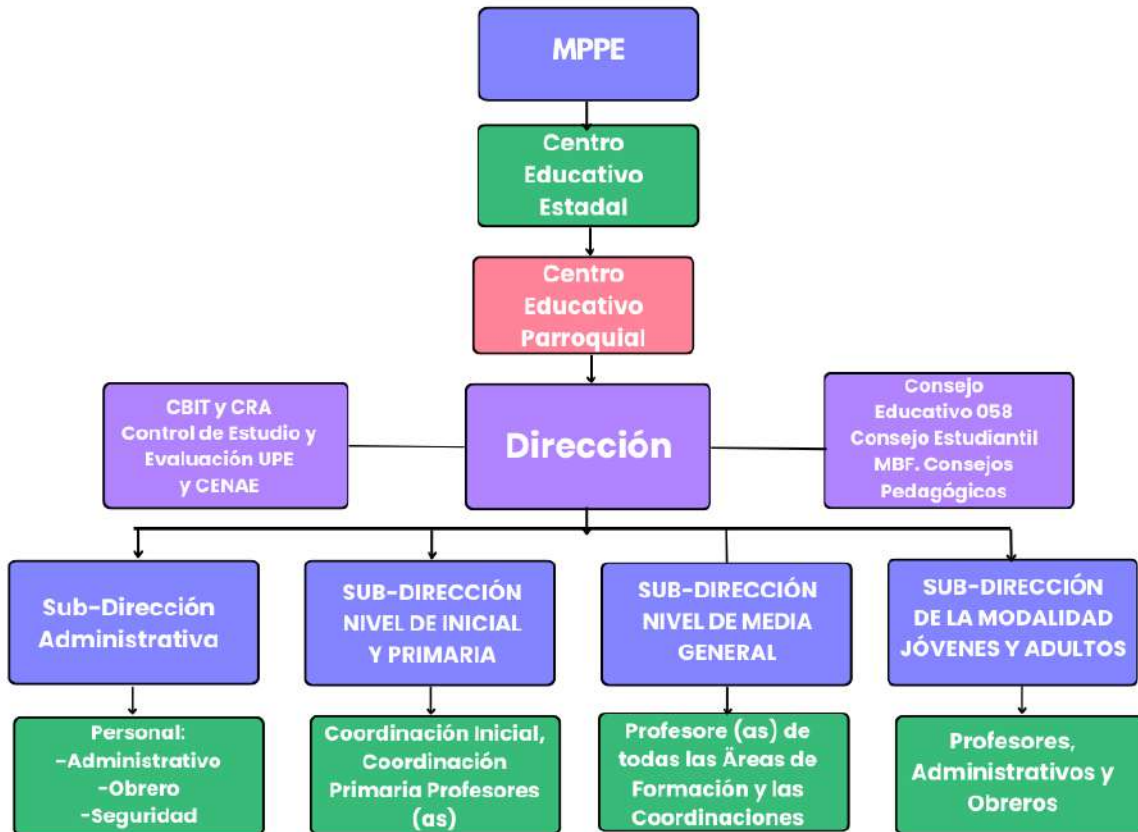 MPPE
Centro
Educativo
Estadal
Centro
Educativo
Parroquial
CBIT y CRA
Control de Estudio y
Evaluación UPE
y CENAE
Dirección
Consejo
Educativo 058
Consejo Estudiantil
MBF. Consejos
Pedagógicos
Sub-Dirección
Administrativa
SUB-DIRECCIÓN
NIVEL DE INICIAL
Y PRIMARIA
SUB-DIRECCIÓN
NIVEL DE MEDIA
GENERAL
SUB-DIRECCIÓN
DE LA MODALIDAD
JÓVENES Y ADULTOS
Personal:
-Administrativo
-Obrero
-Seguridad
Coordinación Inicial,
Coordinación
Primaria Profesores
(as)
Profesore (as) de
todas las Äreas de
Formación y las
Coordinaciones
Profesores,
Administrativos y
Obreros